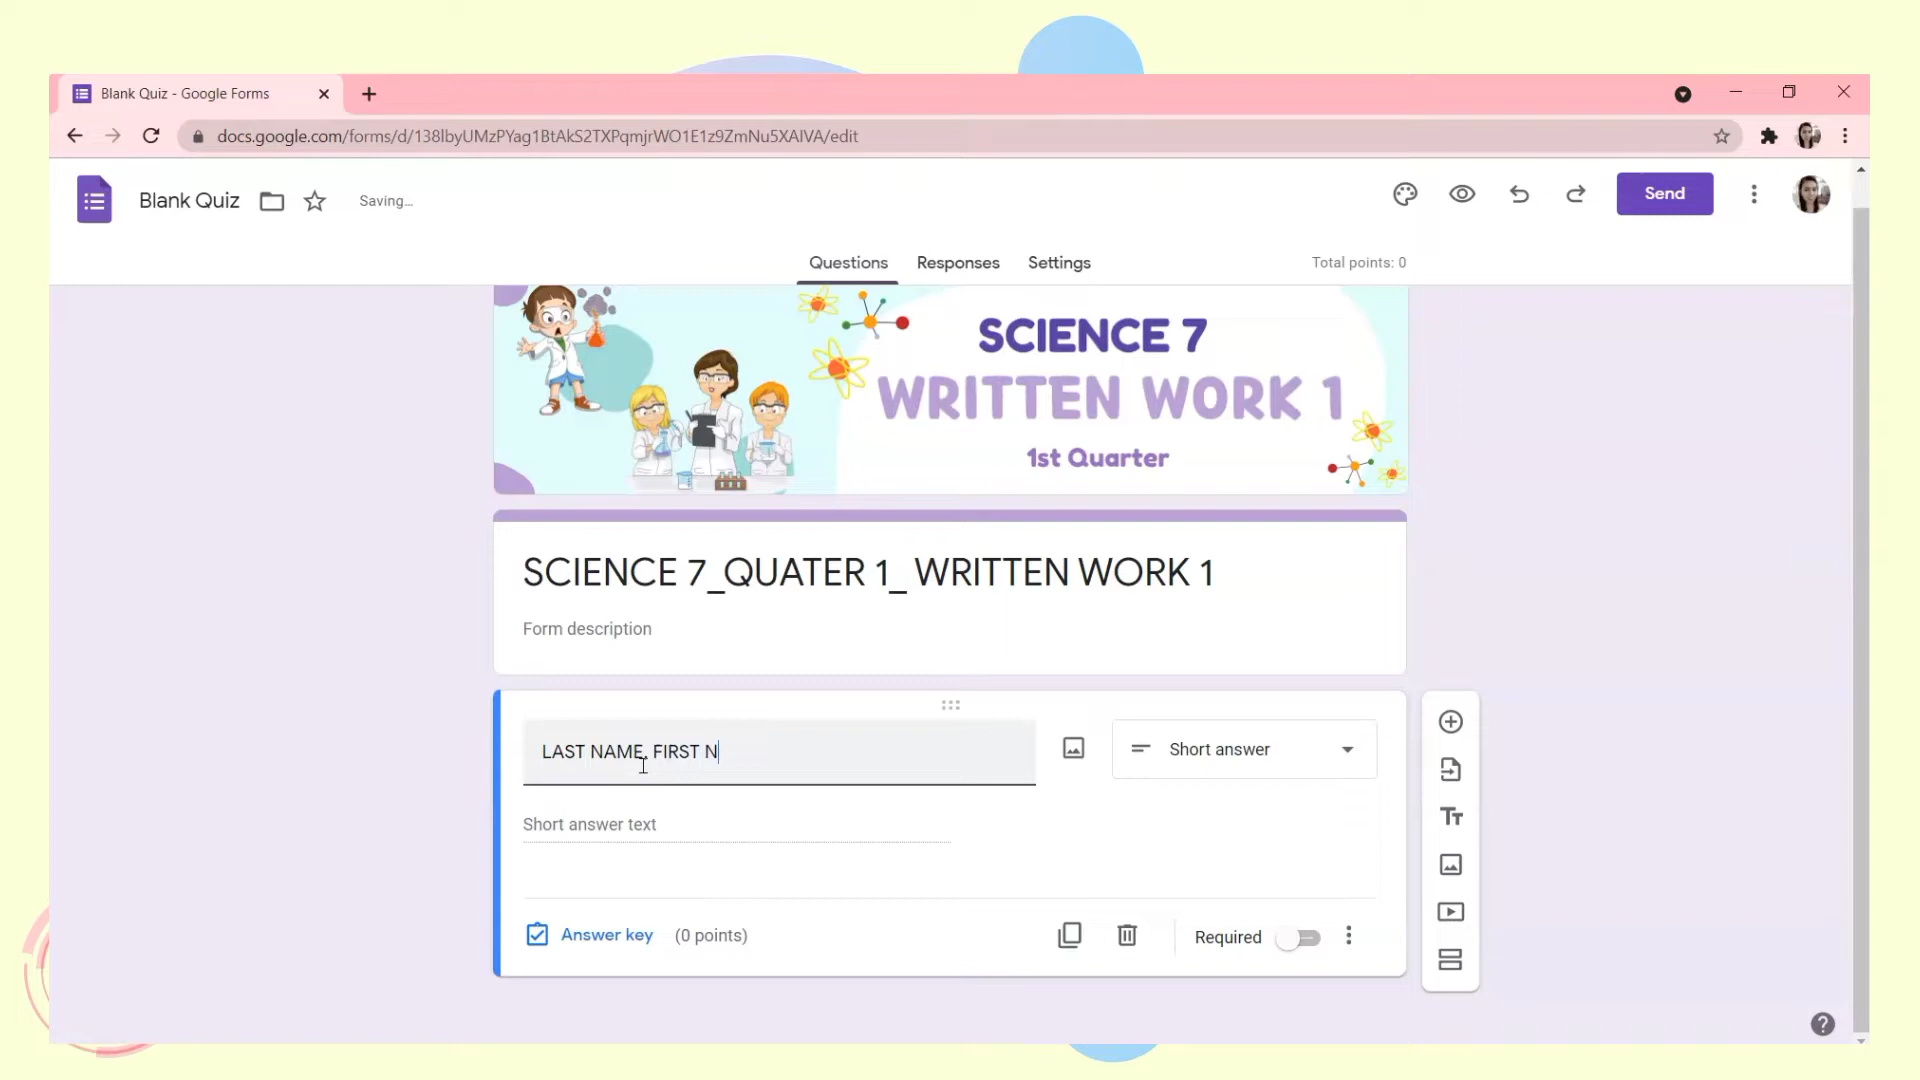 Blank Quiz - Google Forms
docs.google.com/forms/d/138lbyUMzPYag1BtAkS2TXPqmjrWO1E1z9ZmNu5XAIVA/edit
Blank Quiz
Saving...
Send
Questions
Responses
Settings
Total points: 0
SCIENCE 7
WRITTEN WORK 1
1st Quarter
SCIENCE 7_QUATER 1_ WRITTEN WORK 1
Form description
LAST NAME, FIRST N
Short answer
Short answer text
Answer key
(0 points)
Required